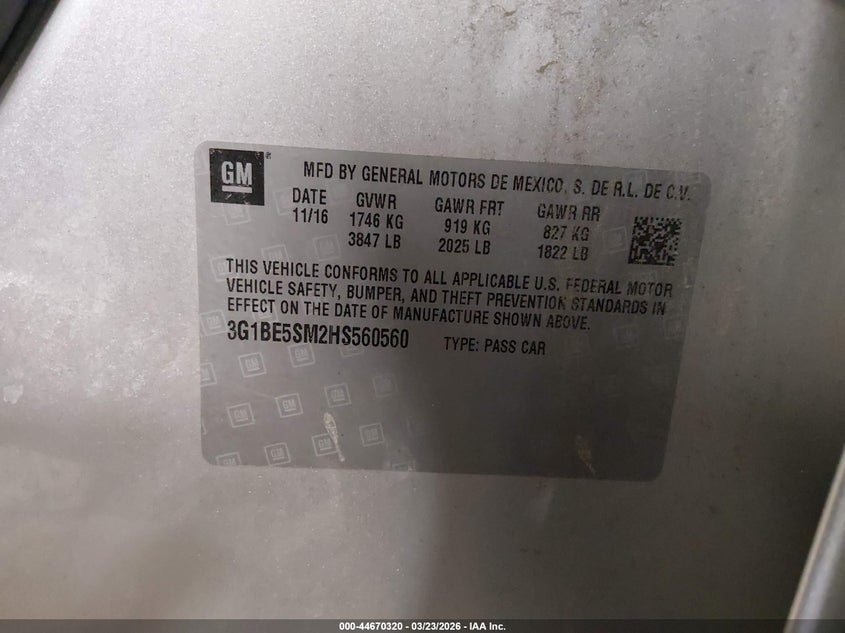 GM
MFD BY GENERAL MOTORS DE MEXICO, S. DE R.L. DE C.V.
DATE GVWR GAWR FRT GAWR RR
11/16 1746 KG 919 KG 827 KG
3847 LB 2025 LB 1822 LB
THIS VEHICLE CONFORMS TO ALL APPLICABLE U.S. FEDERAL MOTOR
VEHICLE SAFETY, BUMPER, AND THEFT PREVENTION STANDARDS IN
EFFECT ON THE DATE OF MANUFACTURE SHOWN ABOVE.
3G1BE5SM2HS560560 TYPE: PASS CAR
000-44670320 - 03/23/2026 - IAA Inc.